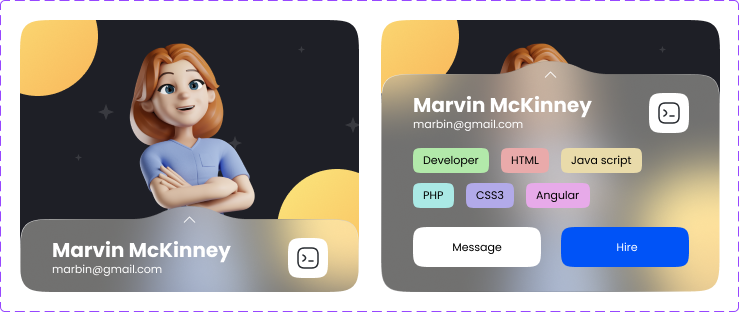 Marvin McKinney
marbin@gmail.com
Marvin McKinney
marbin@gmail.com
Developer HTML Java script
PHP CSS3 Angular
Message Hire